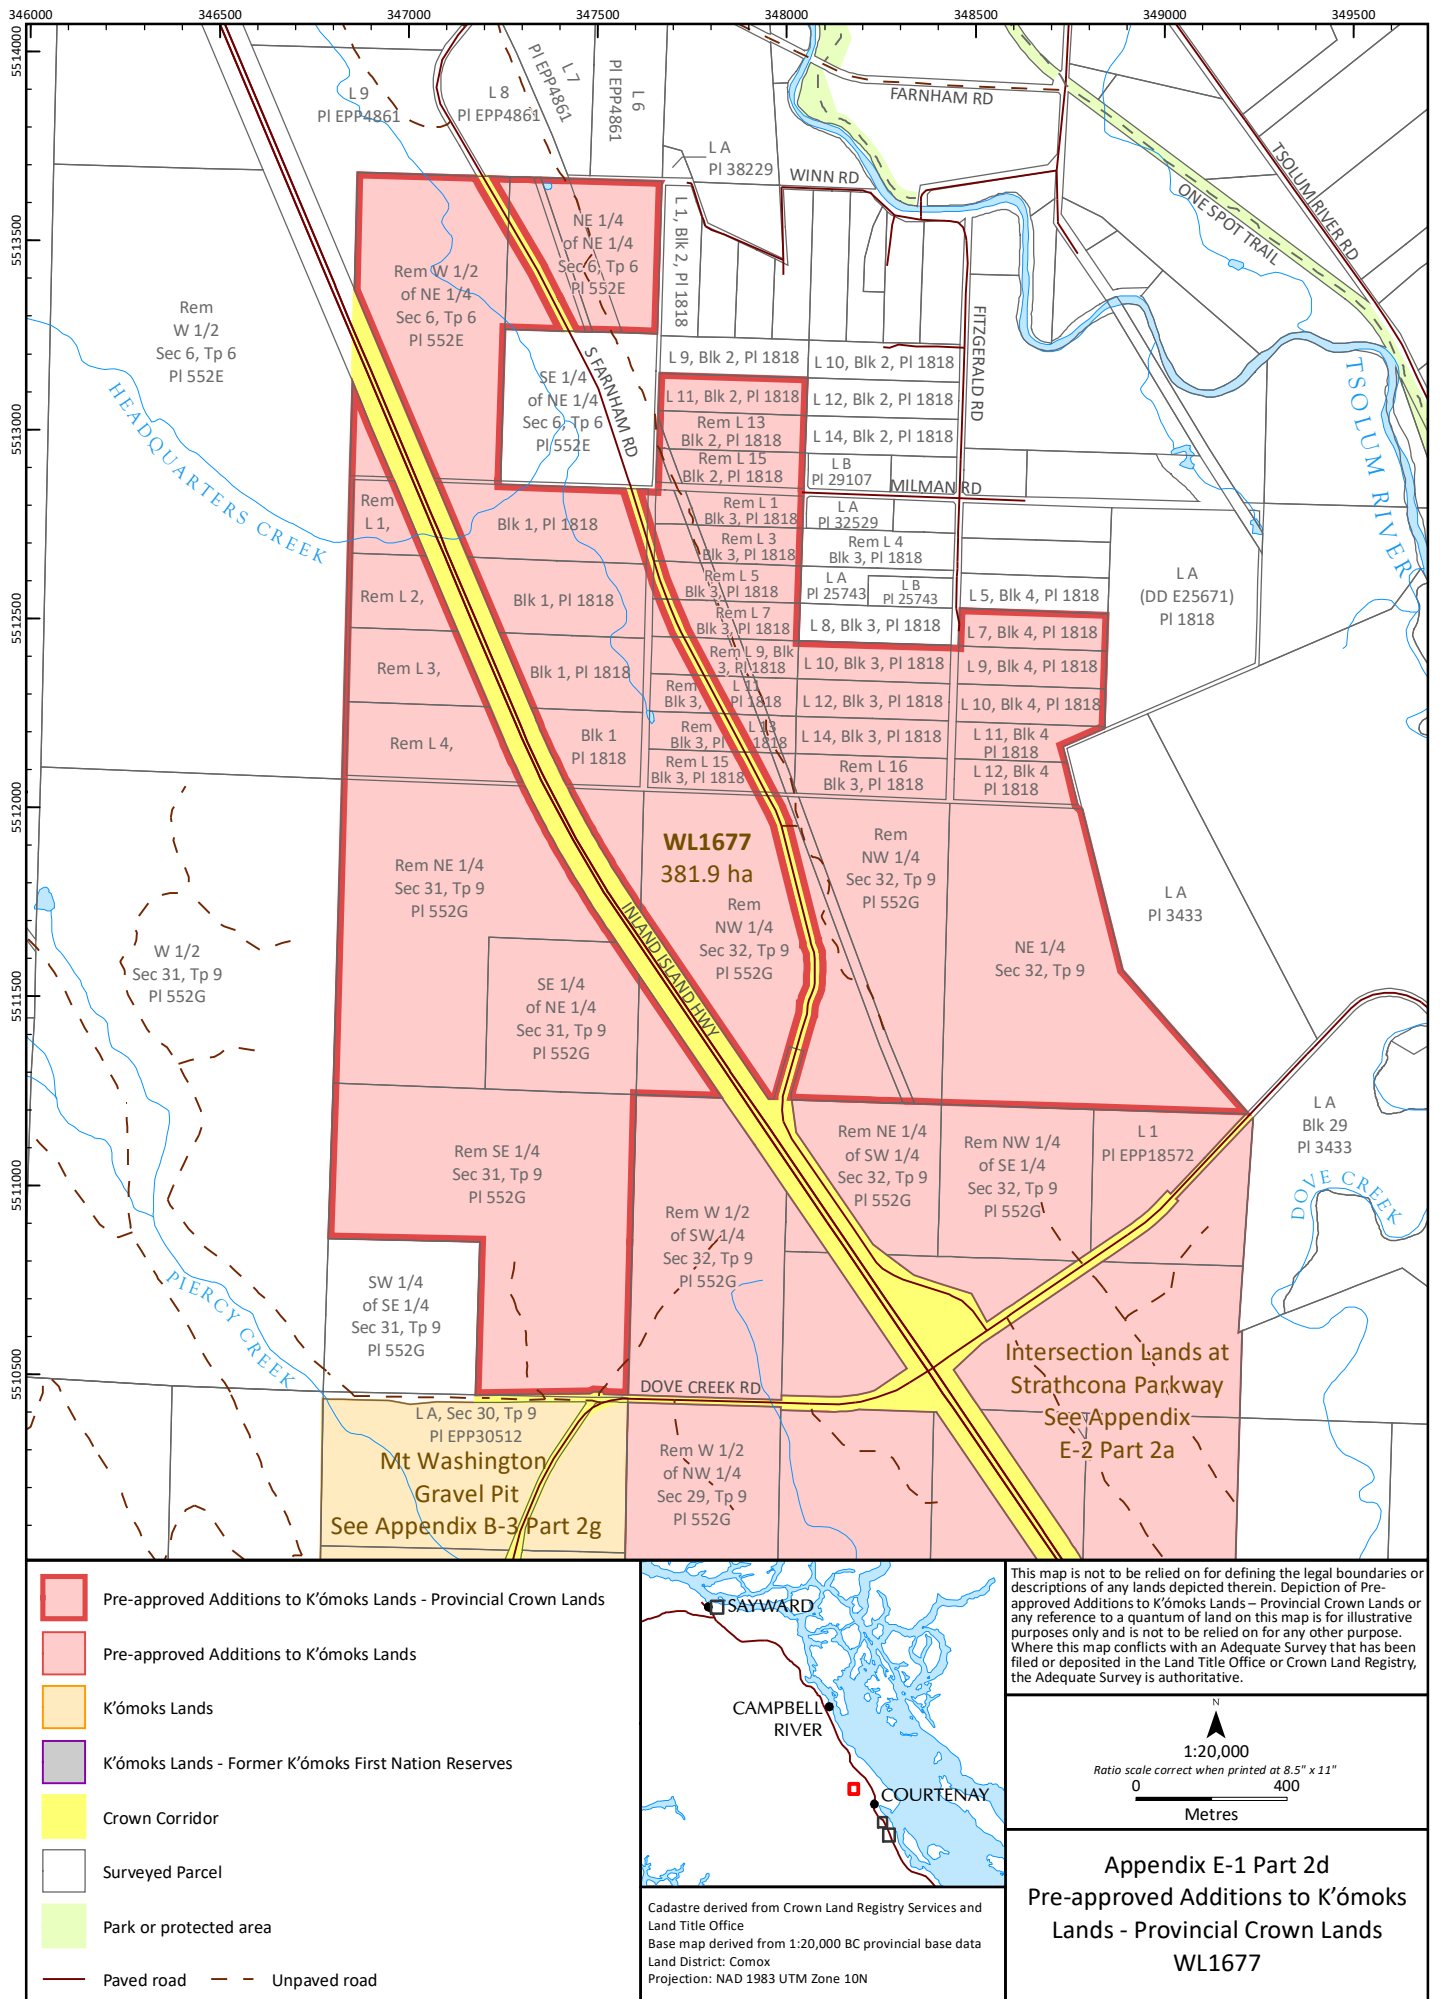 346000 346500 347000 347500 348000 348500 349000 349500
5514000
5513500
5513000
5512500
5512000
5511500
5511000
5510500
L 9
Pl EPP4861
L 8
Pl EPP4861
L 7
Pl EPP4861
L 6
Pl EPP4861
L A
Pl 38229
FARNHAM RD
WINN RD
TSOLUM RIVER RD
ONE SPOT TRAIL
Rem
W 1/2
Sec 6, Tp 6
Pl 552E
Rem W 1/2
of NE 1/4
Sec 6, Tp 6
Pl 552E
NE 1/4
of NE 1/4
Sec 6, Tp 6
Pl 552E
L 1, Blk 2, Pl 1818
SE 1/4
of NE 1/4
Sec 6, Tp 6
Pl 552E
S FARNHAM RD
FITZGERALD RD
HEADQUARTERS CREEK
TSOLUM RIVER
L 9, Blk 2, Pl 1818
L 10, Blk 2, Pl 1818
L 11, Blk 2, Pl 1818
L 12, Blk 2, Pl 1818
Rem L 13
Blk 2, Pl 1818
L 14, Blk 2, Pl 1818
Rem L 15
Blk 2, Pl 1818
L B
Pl 29107
MILMAN RD
Rem
L 1,
Blk 1, Pl 1818
Rem L 1
Blk 3, Pl 1818
L A
Pl 32529
Rem L 3
Blk 3, Pl 1818
Rem L 4
Blk 3, Pl 1818
Rem L 2,
Blk 1, Pl 1818
Rem L 5
Blk 3, Pl 1818
L A
Pl 25743
L B
Pl 25743
L 5, Blk 4, Pl 1818
L A
(DD E25671)
Pl 1818
Rem L 7
Blk 3, Pl 1818
L 8, Blk 3, Pl 1818
L 7, Blk 4, Pl 1818
Rem L 3,
Blk 1, Pl 1818
Rem L 9, Blk
3, Pl 1818
L 10, Blk 3, Pl 1818
L 9, Blk 4, Pl 1818
Rem L 11
Blk 3, Pl 1818
L 12, Blk 3, Pl 1818
L 10, Blk 4, Pl 1818
Rem L 4,
Blk 1
Pl 1818
Rem L 13
Blk 3, Pl 1818
L 14, Blk 3, Pl 1818
L 11, Blk 4
Pl 1818
Rem L 15
Blk 3, Pl 1818
Rem L 16
Blk 3, Pl 1818
L 12, Blk 4
Pl 1818
WL1677
381.9 ha
Rem NE 1/4
Sec 31, Tp 9
Pl 552G
Rem
NW 1/4
Sec 32, Tp 9
Pl 552G
Rem
NW 1/4
Sec 32, Tp 9
Pl 552G
L A
Pl 3433
NE 1/4
Sec 32, Tp 9
W 1/2
Sec 31, Tp 9
Pl 552G
SE 1/4
of NE 1/4
Sec 31, Tp 9
Pl 552G
INLAND ISLAND HWY
Rem SE 1/4
Sec 31, Tp 9
Pl 552G
Rem NE 1/4
of SW 1/4
Sec 32, Tp 9
Pl 552G
Rem NW 1/4
of SE 1/4
Sec 32, Tp 9
Pl 552G
L 1
Pl EPP18572
L A
Blk 29
Pl 3433
DOVE CREEK
Rem W 1/2
of SW 1/4
Sec 32, Tp 9
Pl 552G
PIERCY CREEK
SW 1/4
of SE 1/4
Sec 31, Tp 9
Pl 552G
DOVE CREEK RD
Intersection Lands at
Strathcona Parkway
See Appendix
E-2 Part 2a
L A, Sec 30, Tp 9
Pl EPP30512
Mt Washington
Gravel Pit
See Appendix B-3 Part 2g
Rem W 1/2
of NW 1/4
Sec 29, Tp 9
Pl 552G
Pre-approved Additions to K’ómoks Lands - Provincial Crown Lands
Pre-approved Additions to K’ómoks Lands
K’ómoks Lands
K’ómoks Lands - Former K’ómoks First Nation Reserves
Crown Corridor
Surveyed Parcel
Park or protected area
Paved road
Unpaved road
SAYWARD
CAMPBELL
RIVER
COURTENAY
Cadastre derived from Crown Land Registry Services and
Land Title Office
Base map derived from 1:20,000 BC provincial base data
Land District: Comox
Projection: NAD 1983 UTM Zone 10N
This map is not to be relied on for defining the legal boundaries or
descriptions of any lands depicted therein. Depiction of Pre-
approved Additions to K’ómoks Lands – Provincial Crown Lands or
any reference to a quantum of land on this map is for illustrative
purposes only and is not to be relied on for any other purpose.
Where this map conflicts with an Adequate Survey that has been
filed or deposited in the Land Title Office or Crown Land Registry,
the Adequate Survey is authoritative.
N
1:20,000
Ratio scale correct when printed at 8.5" x 11"
0 400
Metres
Appendix E-1 Part 2d
Pre-approved Additions to K’ómoks
Lands - Provincial Crown Lands
WL1677